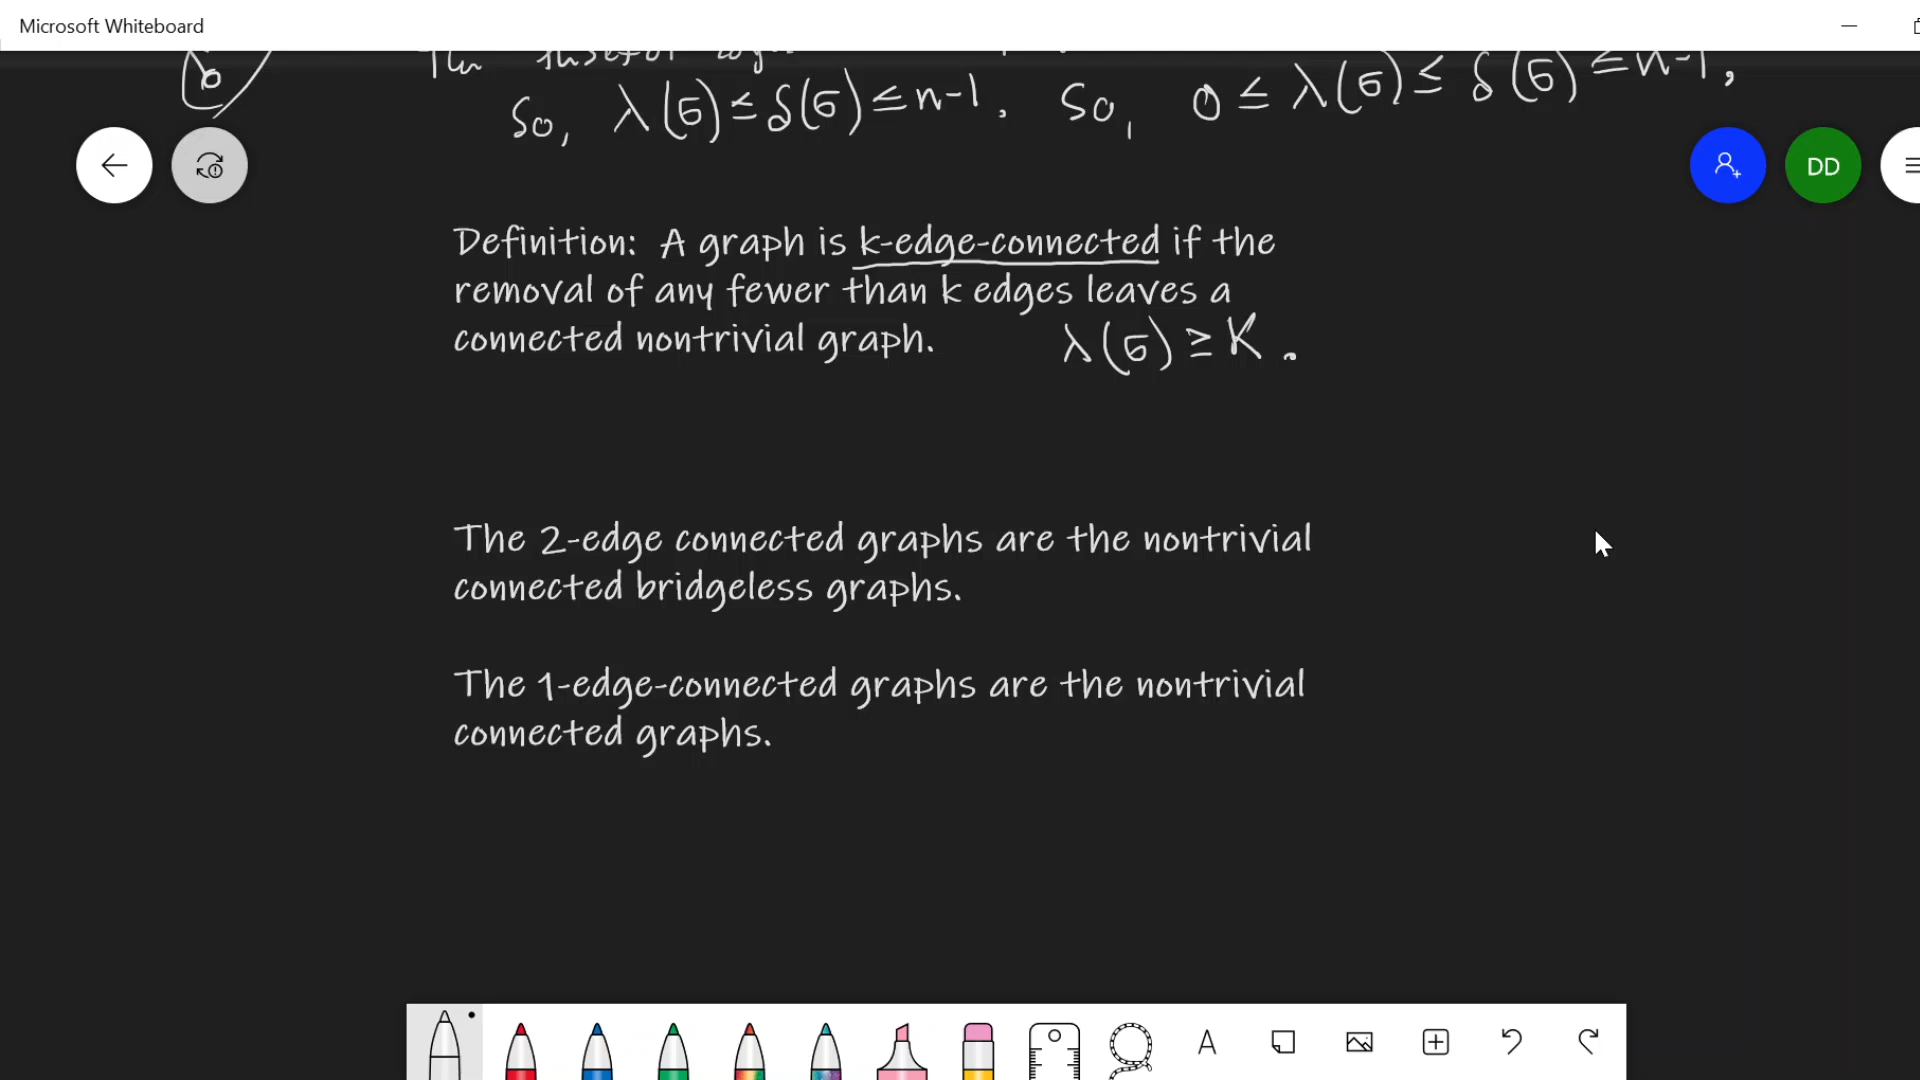 Microsoft Whiteboard
So, λ(G) ≤ δ(G) ≤ n-1. So, 0 ≤ λ(G) ≤ δ(G) ≤ n-1,
DD
Definition: A graph is k-edge-connected if the
removal of any fewer than k edges leaves a
connected nontrivial graph. λ(G) ≥ K.
The 2-edge connected graphs are the nontrivial
connected bridgeless graphs.
The 1-edge-connected graphs are the nontrivial
connected graphs.
A